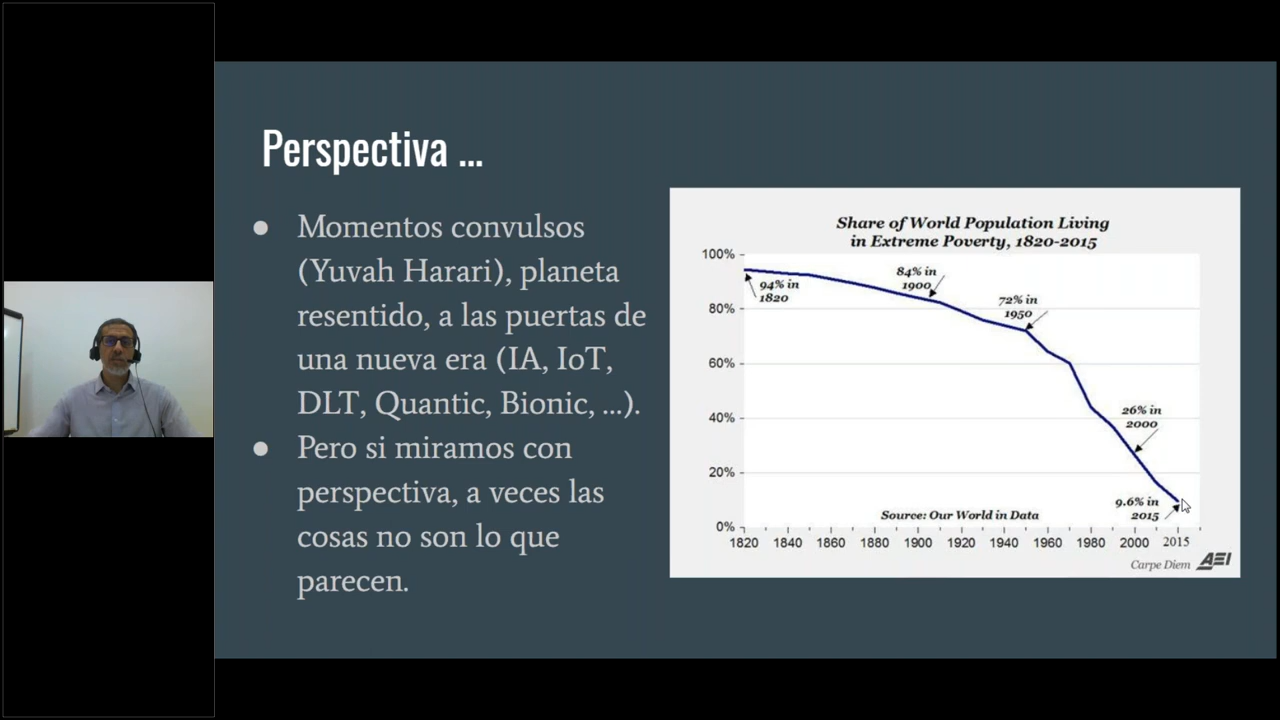 Perspectiva ...
● Momentos convulsos
(Yuvah Harari), planeta
resentido, a las puertas de
una nueva era (IA, IoT,
DLT, Quantic, Bionic, ...).
● Pero si miramos con
perspectiva, a veces las
cosas no son lo que
parecen.
Share of World Population Living
in Extreme Poverty, 1820-2015
100%
80%
60%
40%
20%
0%
94% in
1820
84% in
1900
72% in
1950
26% in
2000
9.6% in
2015
Source: Our World in Data
1820 1840 1860 1880 1900 1920 1940 1960 1980 2000 2015
Carpe Diem AEI